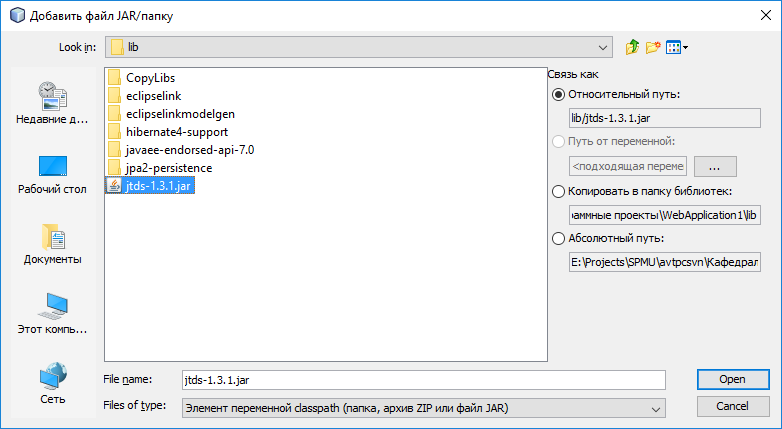 Добавить файл JAR/папку
Look in:
lib
Недавние д...
Рабочий стол
Документы
Этот компь...
Сеть
CopyLibs
eclipselink
eclipselinkmodelgen
hibernate4-support
javaee-endorsed-api-7.0
jpa2-persistence
jtds-1.3.1.jar
Связь как
Относительный путь:
lib/jtds-1.3.1.jar
Путь от переменной:
<подходящая переме
...
Копировать в папку библиотек:
аммные проекты\WebApplication1\lib
Абсолютный путь:
E:\Projects\SPMU\avtpcsvn\Кафедрал
File name:
jtds-1.3.1.jar
Open
Files of type:
Элемент переменной classpath (папка, архив ZIP или файл JAR)
Cancel